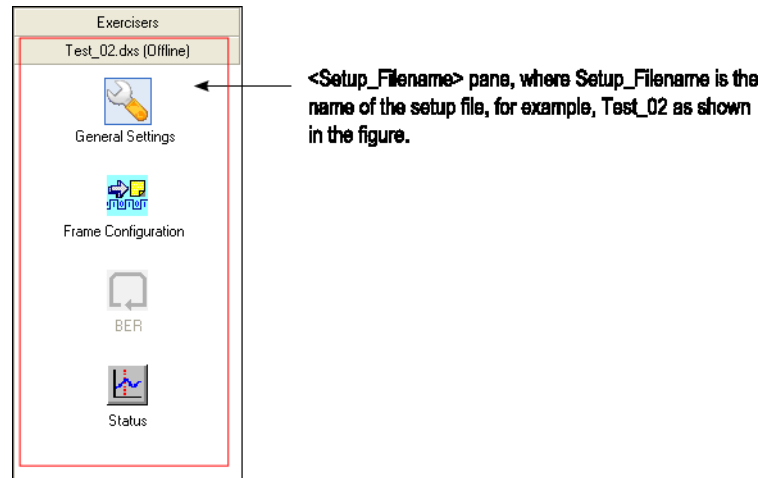 Exercisers
Test_02.dxs (Offline)
<Setup_Filename> pane, where Setup_Filename is the
name of the setup file, for example, Test_02 as shown
in the figure.
General Settings
Frame Configuration
BER
Status